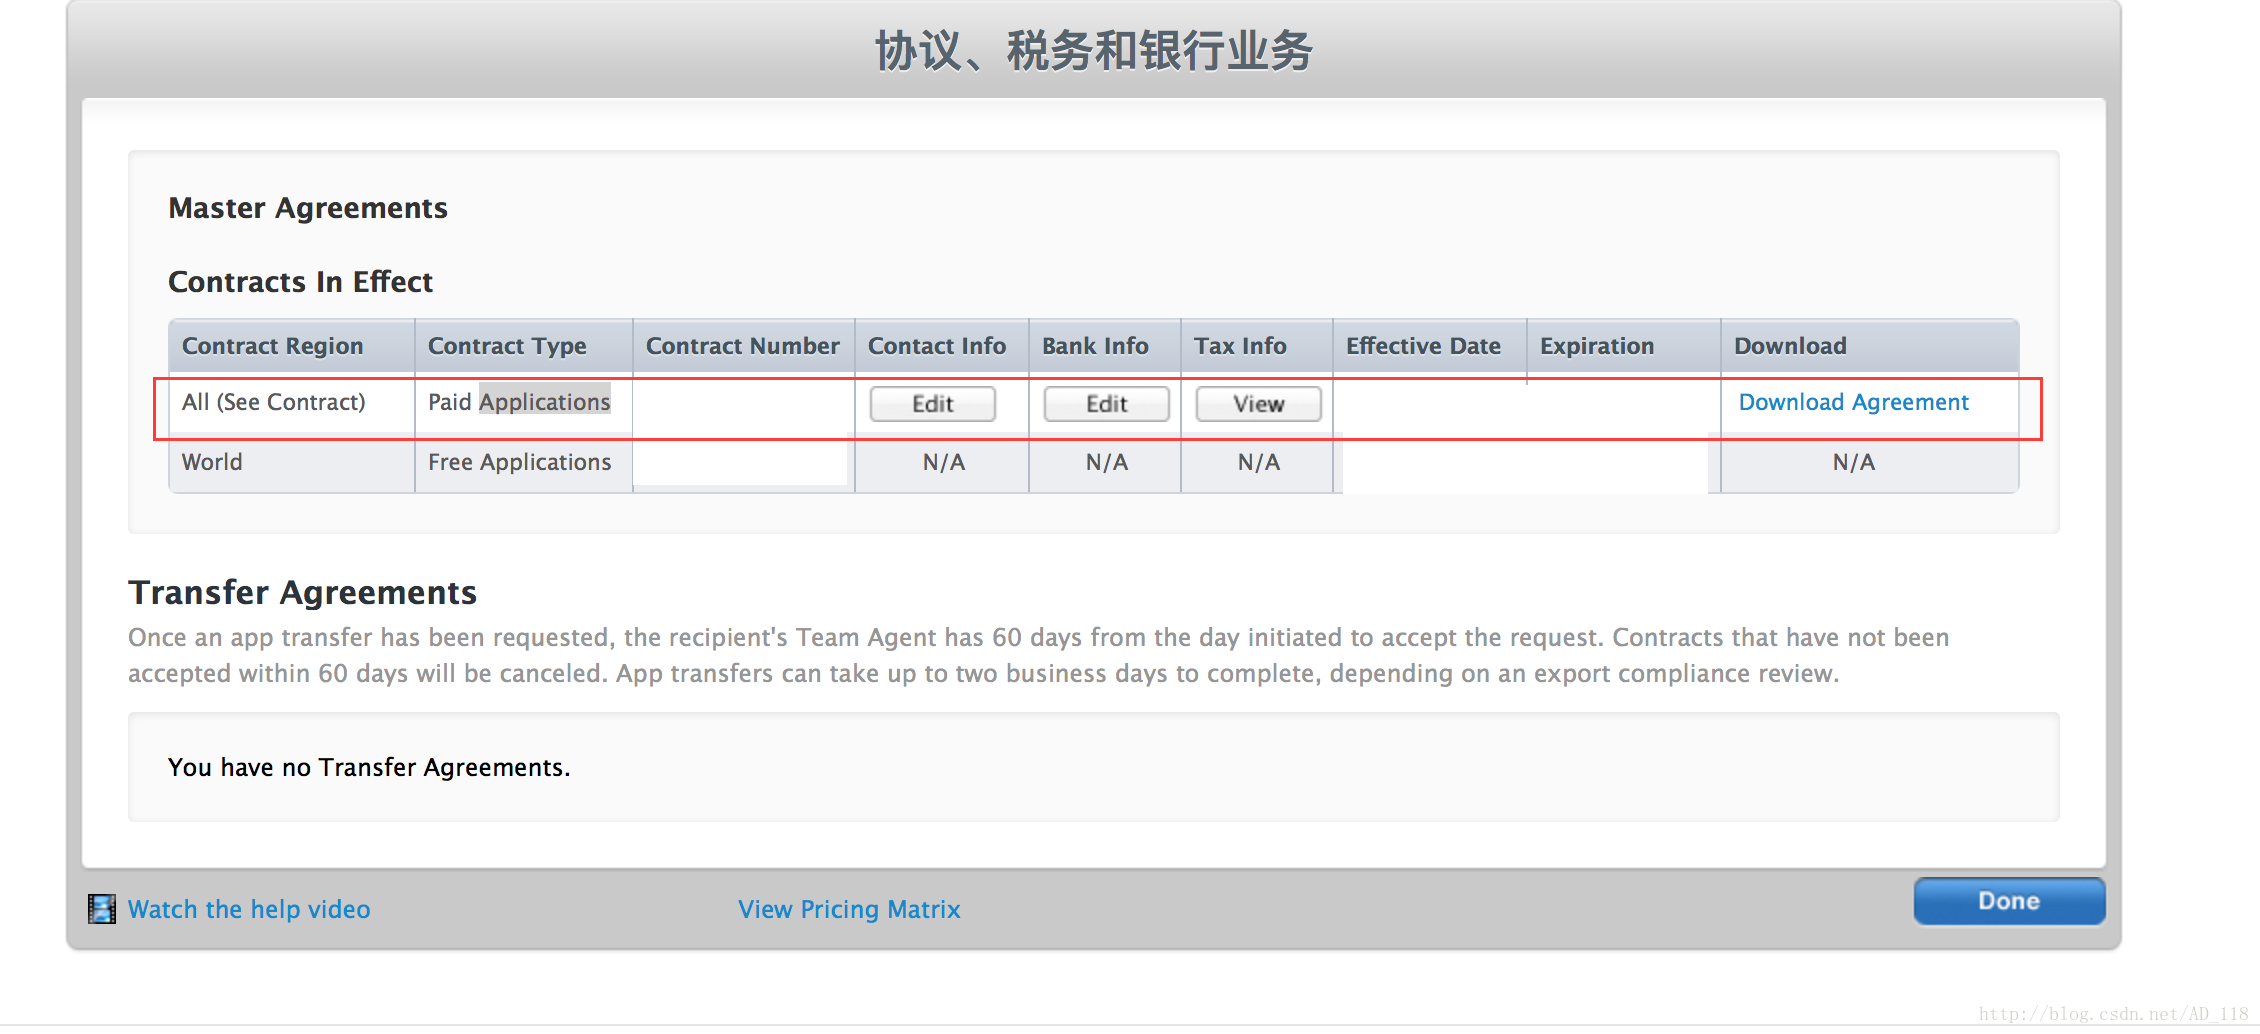 协议、税务和银行业务
Master Agreements
Contracts In Effect
Contract Region Contract Type Contract Number Contact Info Bank Info Tax Info Effective Date Expiration Download
All (See Contract) Paid Applications Edit Edit View Download Agreement
World Free Applications N/A N/A N/A N/A
Transfer Agreements
Once an app transfer has been requested, the recipient's Team Agent has 60 days from the day initiated to accept the request. Contracts that have not been
accepted within 60 days will be canceled. App transfers can take up to two business days to complete, depending on an export compliance review.
You have no Transfer Agreements.
Watch the help video View Pricing Matrix Done
http://blog.csdn.net/AD_118